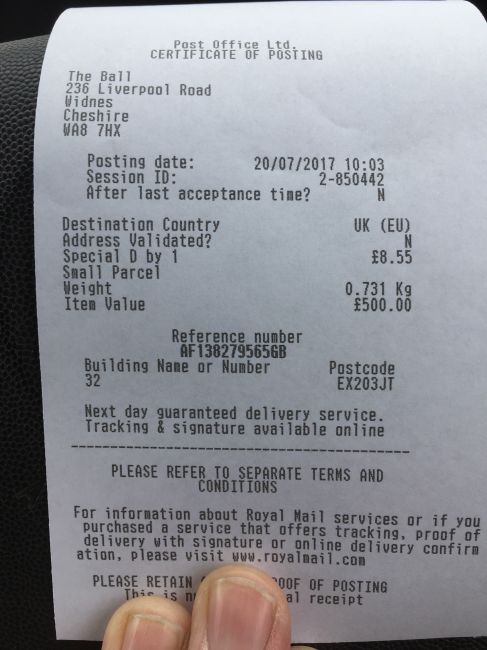 Post Office Ltd.
CERTIFICATE OF POSTING
The Ball
236 Liverpool Road
Widnes
Cheshire
WA8 7HX
Posting date: 20/07/2017 10:03
Session ID: 2-850442
After last acceptance time? N
Destination Country UK (EU)
Address Validated? N
Special D by 1 £8.55
Small Parcel
Weight 0.731 Kg
Item Value £500.00
Reference number
AF138279565GB
Building Name or Number Postcode
32 EX203JT
Next day guaranteed delivery service.
Tracking & signature available online
PLEASE REFER TO SEPARATE TERMS AND
CONDITIONS
For information about Royal Mail services or if you
purchased a service that offers tracking, proof of
delivery with signature or online delivery confirm
ation, please visit www.royalmail.com
PLEASE RETAIN OOF OF POSTING
This is receipt